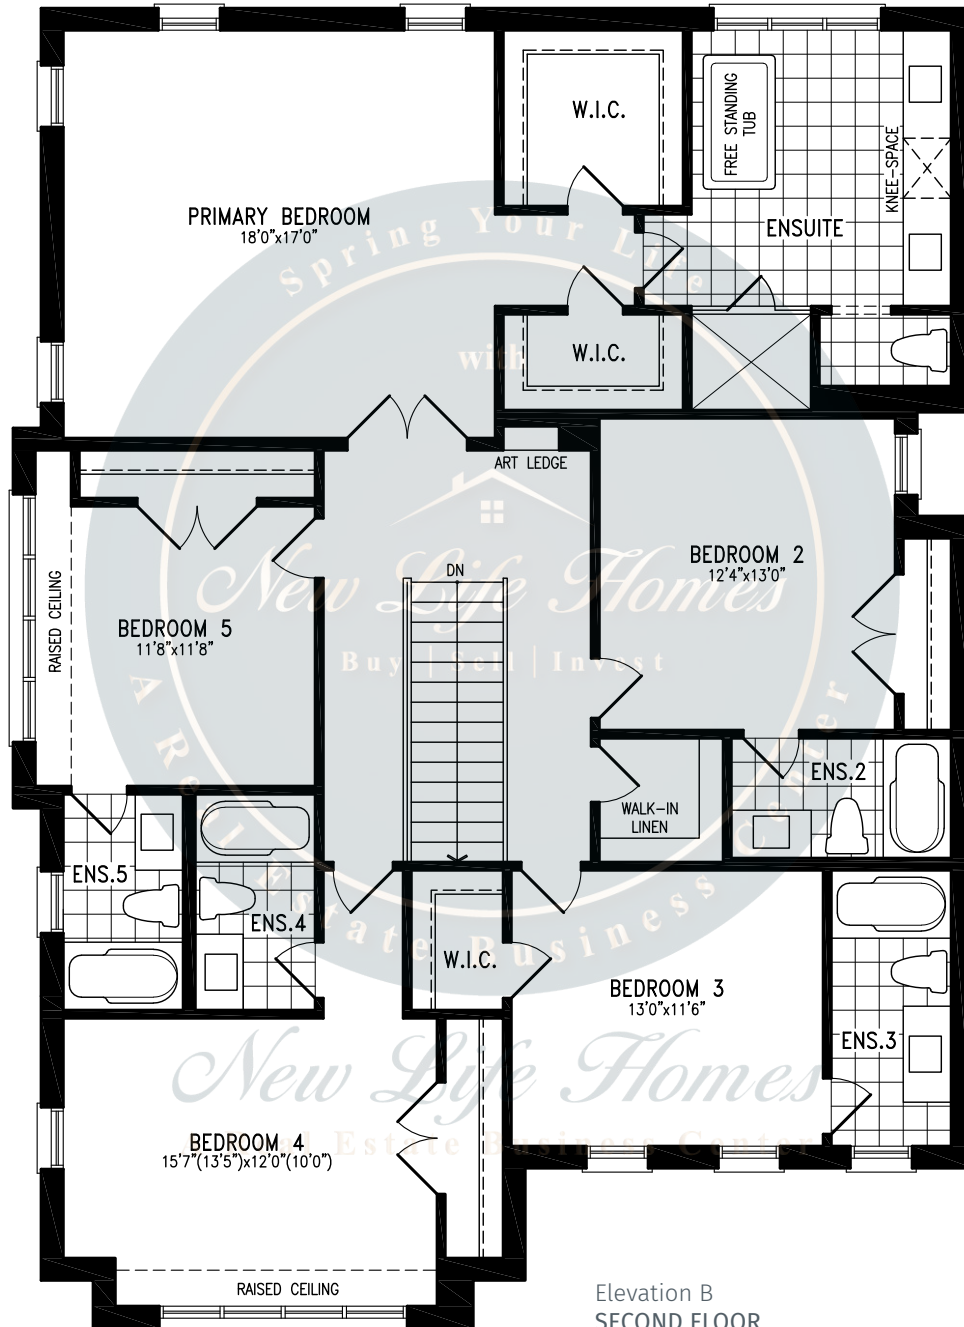 W.I.C.
FREE STANDING
TUB
KNEE-SPACE
PRIMARY BEDROOM
18'0"x17'0"
ENSUITE
Spring Your Life
with
W.I.C.
ART LEDGE
BEDROOM 2
12'4"x13'0"
DN
RAISED CEILING
New Life Homes
BEDROOM 5
11'8"x11'8"
Buy | Sell | Invest
A Real Estate Business Center
ENS.2
WALK-IN
LINEN
ENS.5
ENS.4
W.I.C.
BEDROOM 3
13'0"x11'6"
ENS.3
New Life Homes
Real Estate Business Center
BEDROOM 4
15'7"(13'5")x12'0"(10'0")
RAISED CEILING
Elevation B
SECOND FLOOR